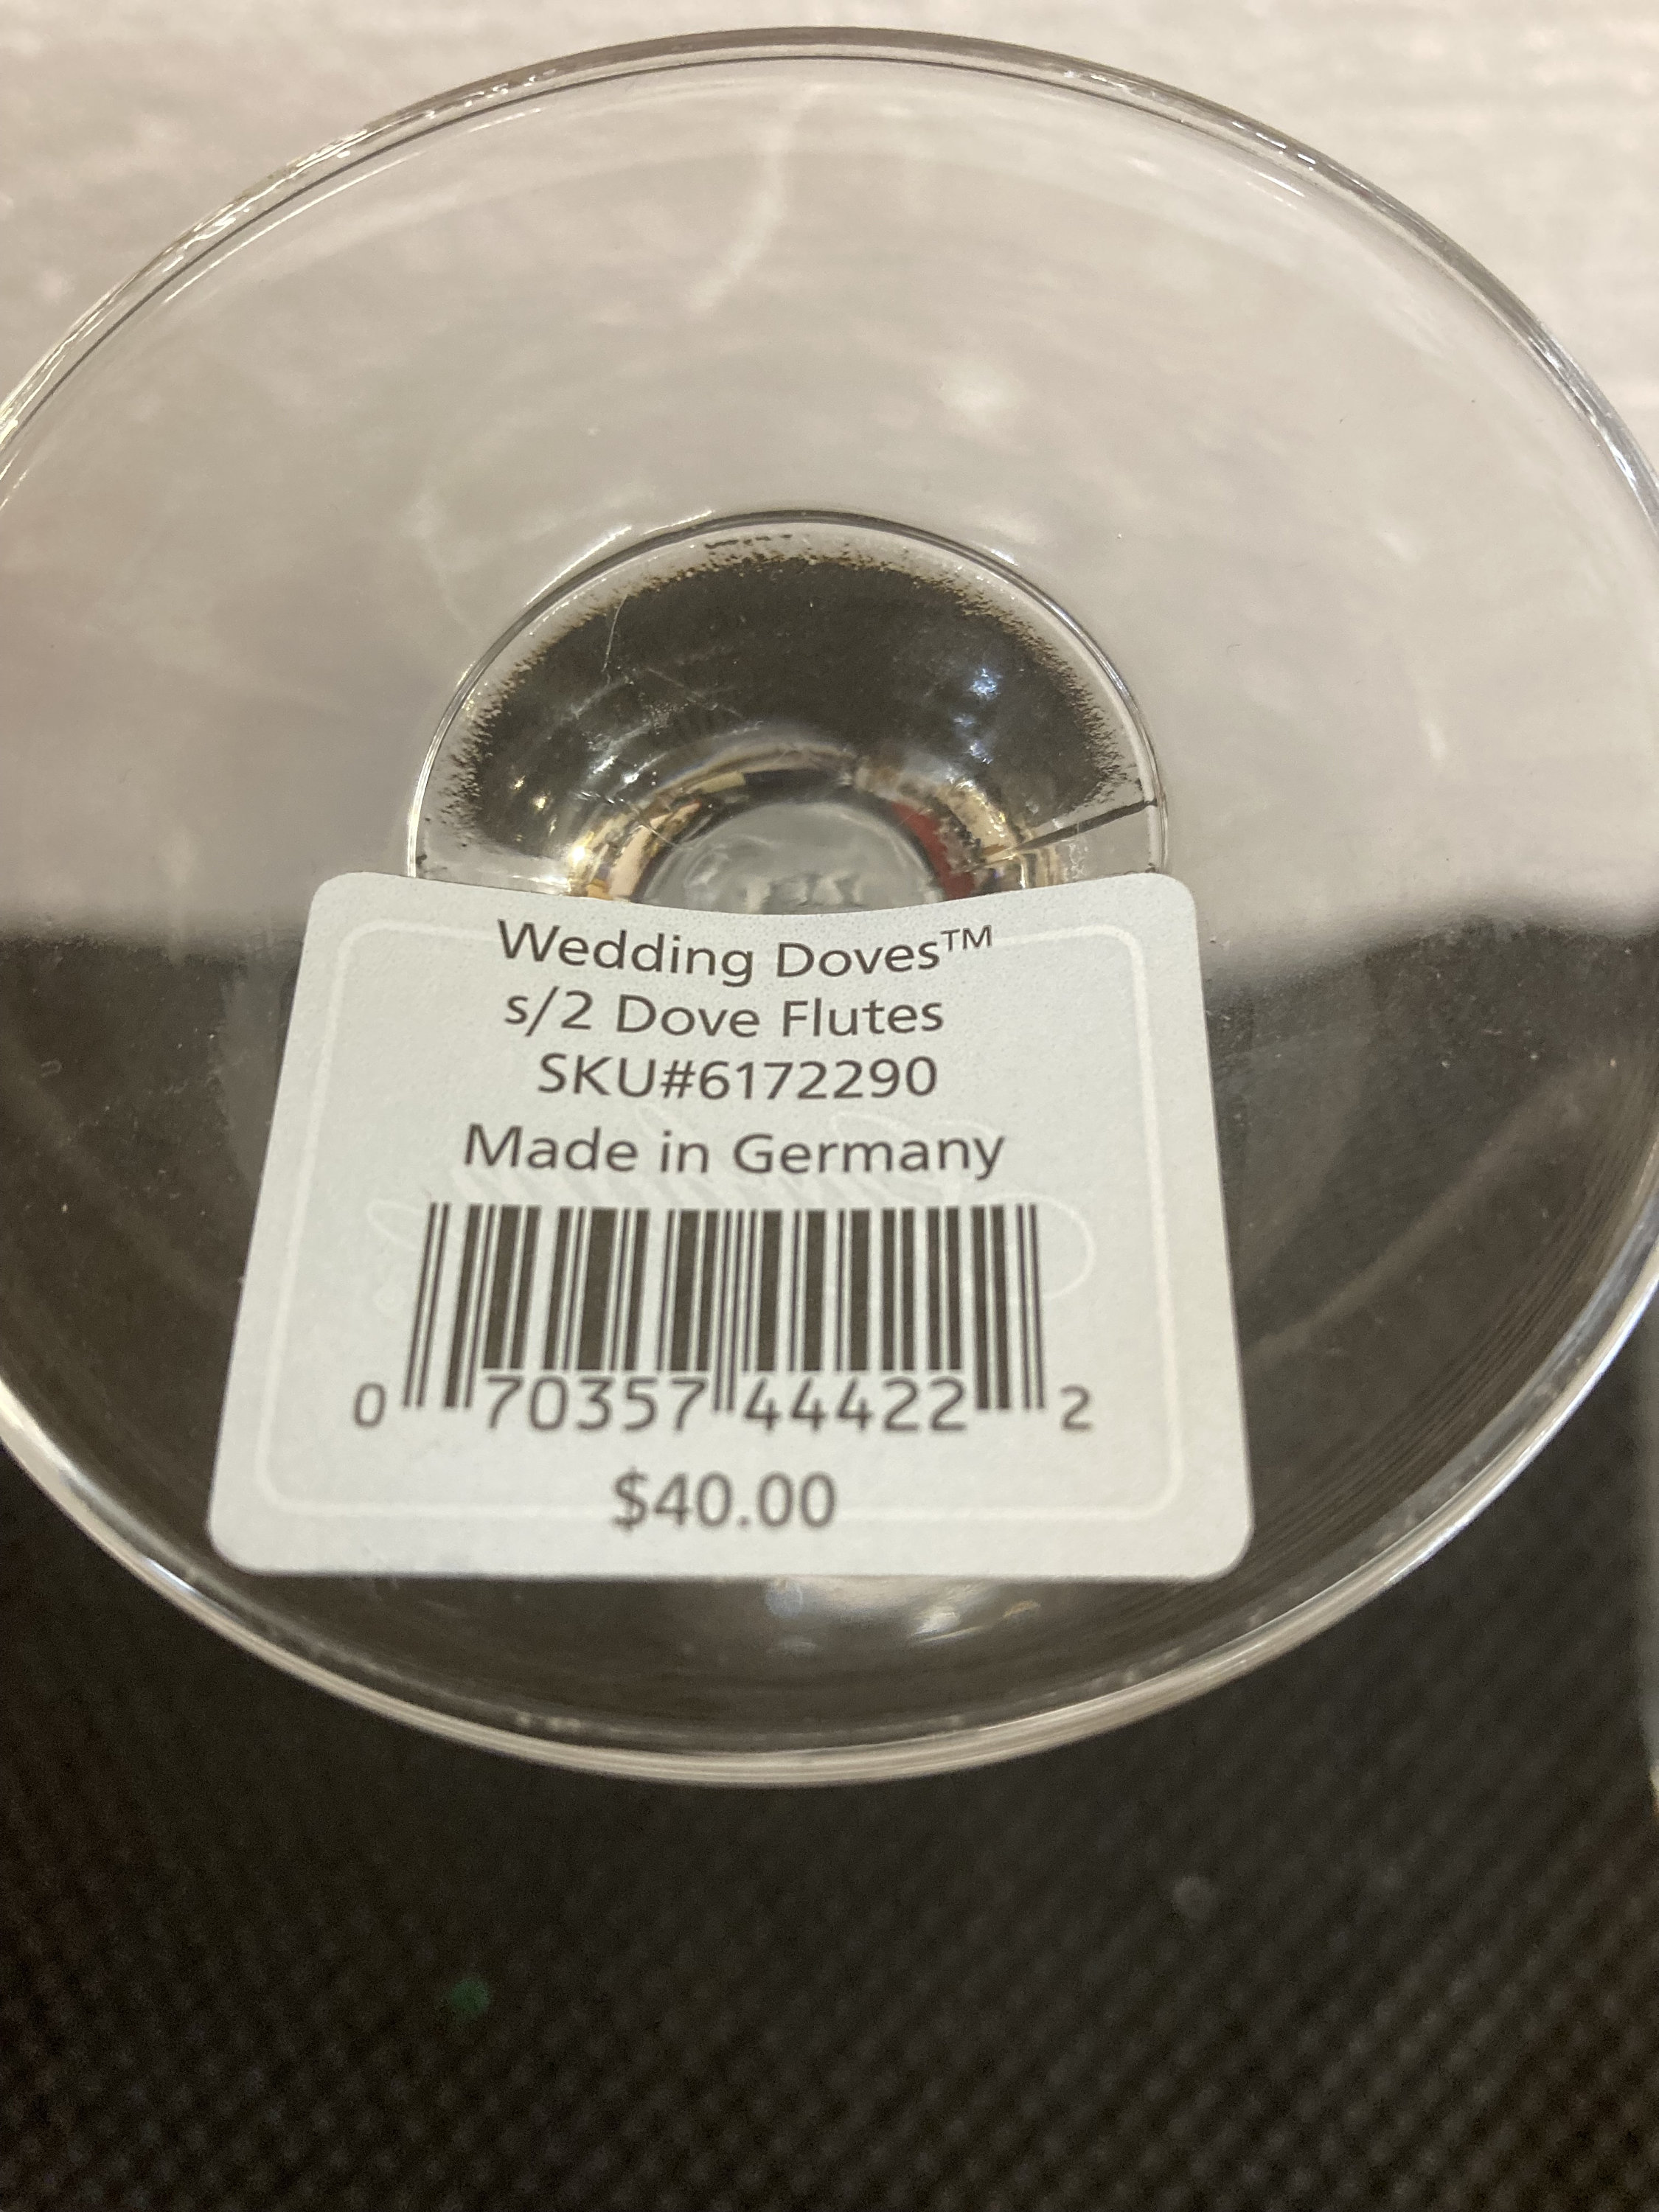 Wedding Doves™
s/2 Dove Flutes
SKU#6172290
Made in Germany
0 70357 44422 2
$40.00